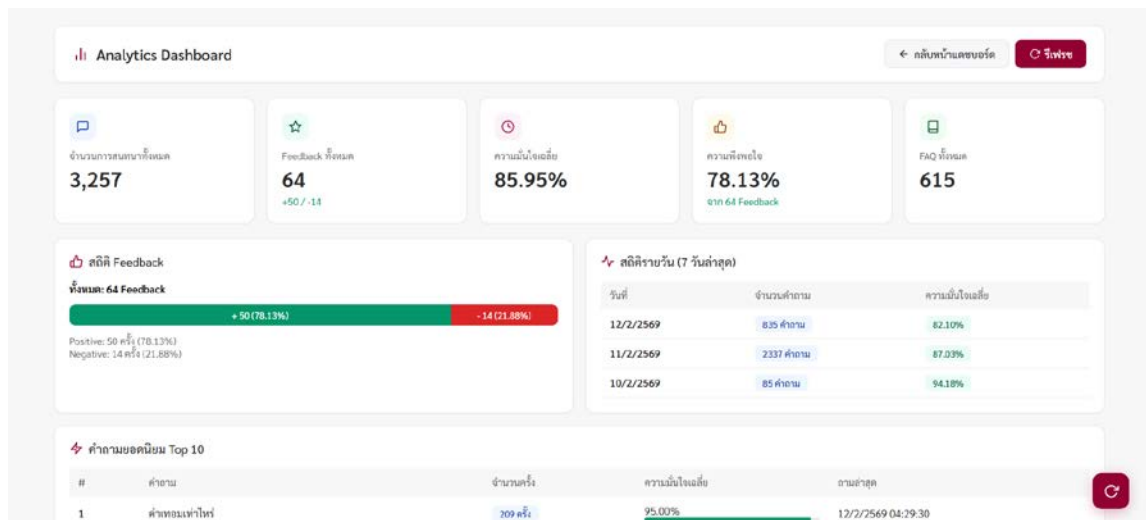 Analytics Dashboard
← กลับหน้าแดชบอร์ด
รีเฟรช
จำนวนการสนทนาทั้งหมด
3,257
Feedback ทั้งหมด
64
+50 / -14
ความมั่นใจเฉลี่ย
85.95%
ความพึงพอใจ
78.13%
จาก 64 Feedback
FAQ ทั้งหมด
615
สถิติ Feedback
ทั้งหมด: 64 Feedback
+ 50 (78.13%)
- 14 (21.88%)
Positive: 50 ครั้ง (78.13%)
Negative: 14 ครั้ง (21.88%)
สถิติรายวัน (7 วันล่าสุด)
วันที่ จำนวนคำถาม ความมั่นใจเฉลี่ย
12/2/2569 835 คำถาม 82.10%
11/2/2569 2337 คำถาม 87.03%
10/2/2569 85 คำถาม 94.18%
คำถามยอดนิยม Top 10
# คำถาม จำนวนครั้ง ความมั่นใจเฉลี่ย ถามล่าสุด
1 ค่าเทอมเท่าไหร่ 209 ครั้ง 95.00% 12/2/2569 04:29:30